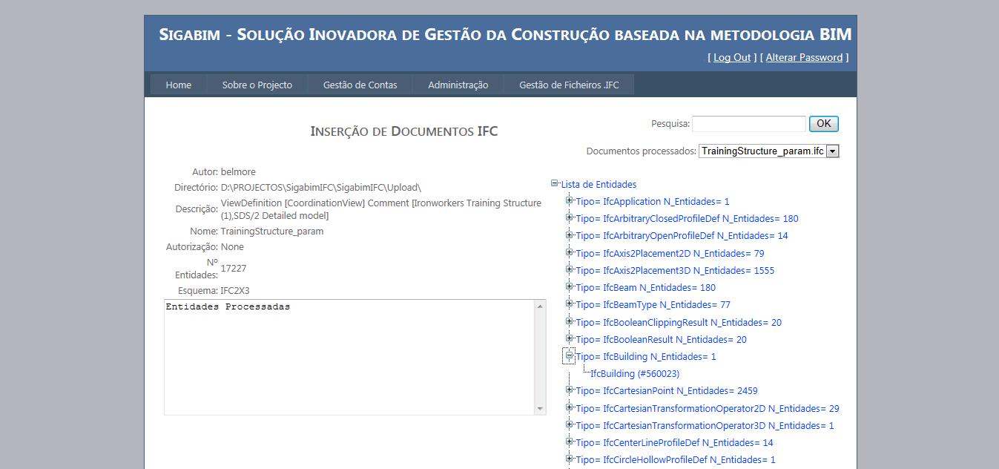 Sigabim - Solução Inovadora de Gestão da Construção baseada na metodologia BIM
[ Log Out ] [ Alterar Password ]
Home Sobre o Projecto Gestão de Contas Administração Gestão de Ficheiros .IFC
Inserção de Documentos IFC
Pesquisa: OK
Documentos processados: TrainingStructure_param.ifc
Autor: belmore
Directório: D:\PROJECTOS\SigabimIFC\SigabimIFC\Upload\
Descrição: ViewDefinition [CoordinationView] Comment [Ironworkers Training Structure
(1),SDS/2 Detailed model]
Nome: TrainingStructure_param
Autorização: None
Nº
Entidades: 17227
Esquema: IFC2X3
Entidades Processadas
Lista de Entidades
Tipo= IfcApplication N_Entidades= 1
Tipo= IfcArbitraryClosedProfileDef N_Entidades= 180
Tipo= IfcArbitraryOpenProfileDef N_Entidades= 14
Tipo= IfcAxis2Placement2D N_Entidades= 79
Tipo= IfcAxis2Placement3D N_Entidades= 1555
Tipo= IfcBeam N_Entidades= 180
Tipo= IfcBeamType N_Entidades= 77
Tipo= IfcBooleanClippingResult N_Entidades= 20
Tipo= IfcBooleanResult N_Entidades= 20
Tipo= IfcBuilding N_Entidades= 1
IfcBuilding (#560023)
Tipo= IfcCartesianPoint N_Entidades= 2459
Tipo= IfcCartesianTransformationOperator2D N_Entidades= 29
Tipo= IfcCartesianTransformationOperator3D N_Entidades= 1
Tipo= IfcCenterLineProfileDef N_Entidades= 14
Tipo= IfcCircleHollowProfileDef N_Entidades= 1